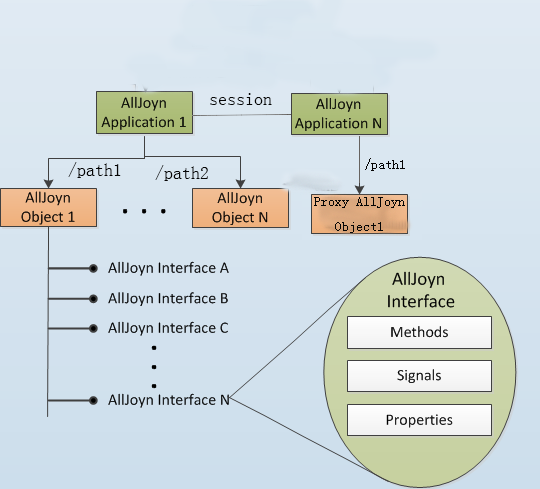 AllJoyn
Application 1
session
AllJoyn
Application N
/path1
/path2
/path1
AllJoyn
Object 1
AllJoyn
Object N
Proxy AllJoyn
Object1
AllJoyn Interface A
AllJoyn Interface B
AllJoyn Interface C
AllJoyn Interface N
AllJoyn
Interface
Methods
Signals
Properties